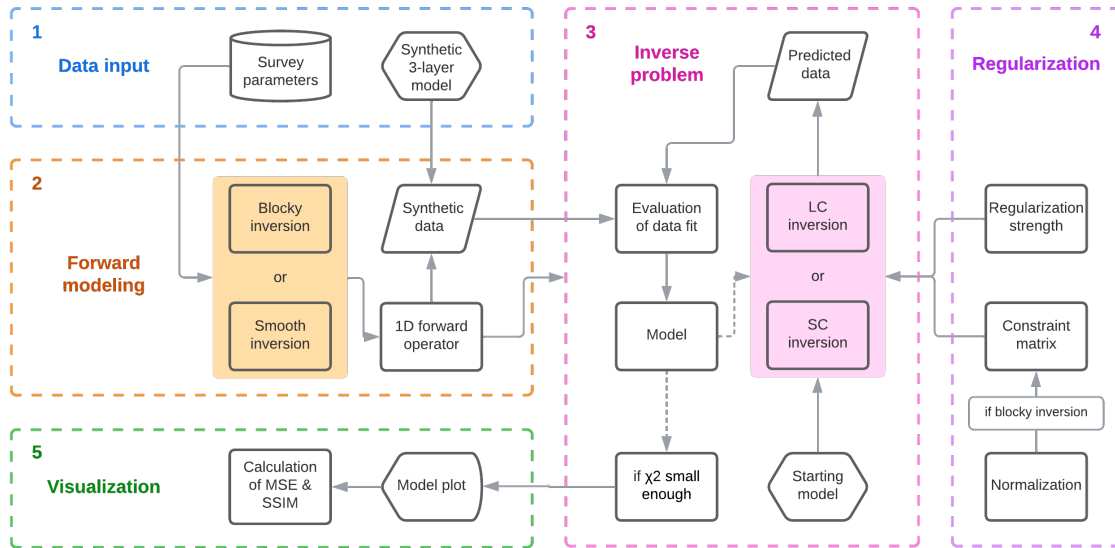 1
Data input
Survey
parameters
Synthetic
3-layer
model
2
Forward
modeling
Blocky
inversion
or
Smooth
inversion
Synthetic
data
1D forward
operator
3
Inverse
problem
Predicted
data
Evaluation
of data fit
LC
inversion
or
SC
inversion
Model
if χ2 small
enough
Starting
model
4
Regularization
Regularization
strength
Constraint
matrix
if blocky inversion
Normalization
5
Visualization
Calculation
of MSE &
SSIM
Model plot